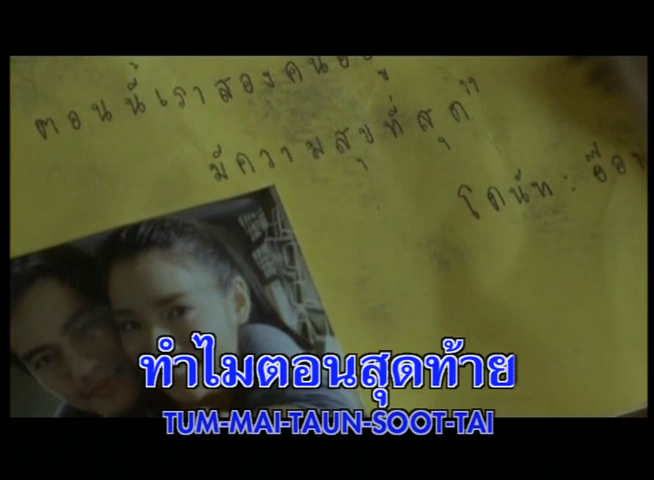 ตอนนี้เราสองคน
มีความสุขที่สุด"
โดนัท : อ๊อ
ทำไมตอนสุดท้าย
TUM-MAI-TAUN-SOOT-TAI